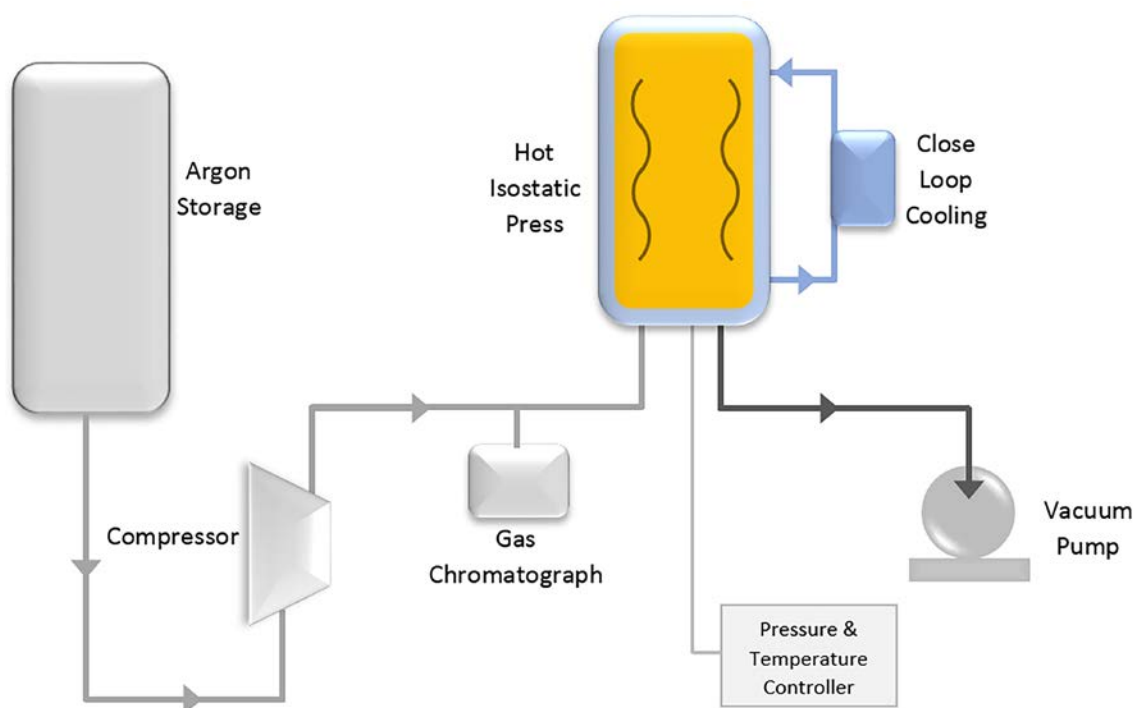 Argon
Storage
Hot
Isostatic
Press
Close
Loop
Cooling
Compressor
Gas
Chromatograph
Vacuum
Pump
Pressure &
Temperature
Controller